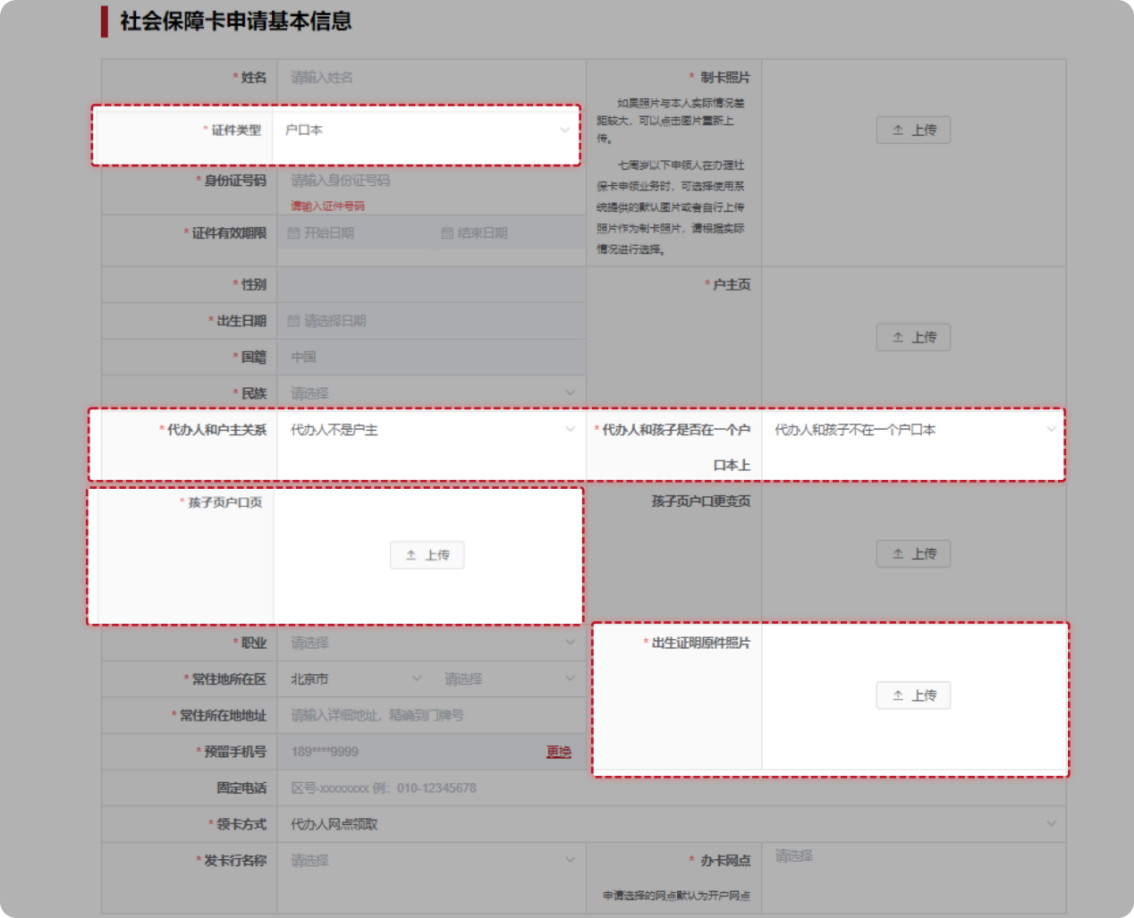 社会保障卡申请基本信息
* 姓名 请输入姓名
* 制卡照片
如果照片与本人实际情况差
距较大，可以点击图片重新上
传。
七周岁以下申领人在办理社
保卡申领业务时，可选择使用系
统提供的默认图片或者自行上传
照片作为制卡照片，请根据实际
情况进行选择。
上传
* 证件类型 户口本
* 身份证号码 请输入身份证号码
请输入证件号码
* 证件有效期限 开始日期 结束日期
* 性别
* 户主页
上传
* 出生日期 请选择日期
* 国籍 中国
* 民族 请选择
* 代办人和户主关系 代办人不是户主
* 代办人和孩子是否在一个户
口本上
代办人和孩子不在一个户口本
* 孩子页户口页
上传
孩子页户口更变页
上传
* 职业 请选择
* 出生证明原件照片
上传
* 常住地所在区 北京市 请选择
* 常住所在地地址 请输入详细地址，精确到门牌号
* 预留手机号 189****9999 更换
固定电话 区号-xxxxxxxx 例：010-12345678
* 领卡方式 代办人网点领取
* 发卡行名称 请选择
* 办卡网点 请选择
申请选择的网点默认为开户网点